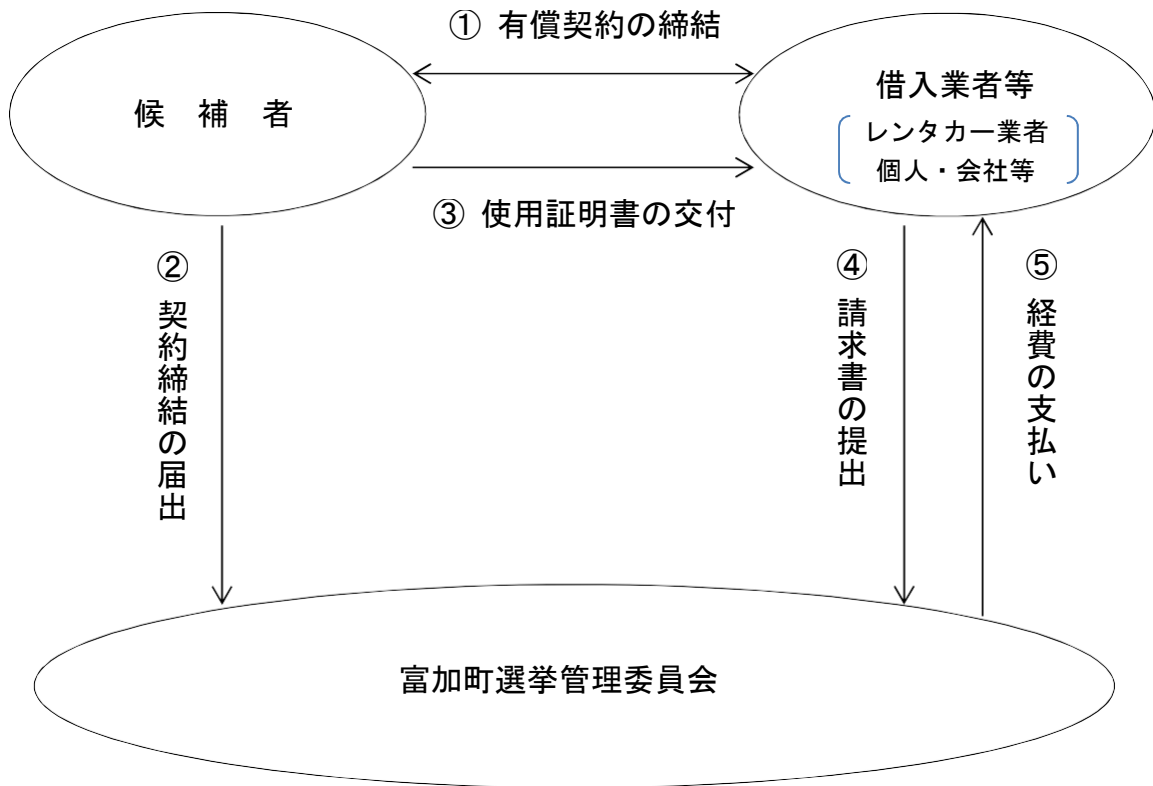 ① 有償契約の締結
候 補 者
借入業者等
レンタカー業者
個人・会社等
③ 使用証明書の交付
② 契約締結の届出
④ 請求書の提出
⑤ 経費の支払い
富加町選挙管理委員会